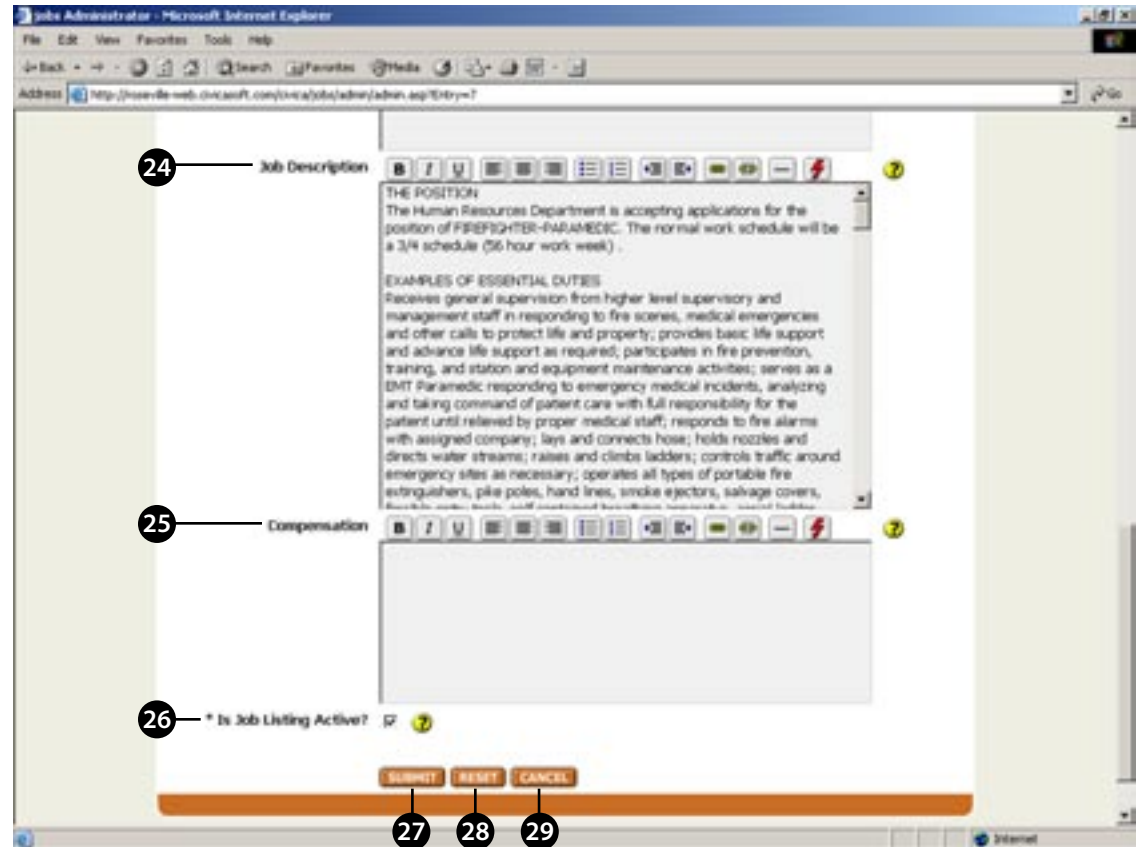 Jobs Administrator - Microsoft Internet Explorer
File Edit View Favorites Tools Help
Back Search Favorites Media
Address http://roseville-web.civicasoft.com/civica/jobs/admin/admin.asp?Entry=7 Go
24 Job Description B I U
THE POSITION
The Human Resources Department is accepting applications for the
position of FIREFIGHTER-PARAMEDIC. The normal work schedule will be
a 3/4 schedule (56 hour work week) .
EXAMPLES OF ESSENTIAL DUTIES
Receives general supervision from higher level supervisory and
management staff in responding to fire scenes, medical emergencies
and other calls to protect life and property; provides basic life support
and advance life support as required; participates in fire prevention,
training, and station and equipment maintenance activities; serves as a
EMT Paramedic responding to emergency medical incidents, analyzing
and taking command of patient care with full responsibility for the
patient until relieved by proper medical staff; responds to fire alarms
with assigned company; lays and connects hose; holds nozzles and
directs water streams; raises and climbs ladders; controls traffic around
emergency sites as necessary; operates all types of portable fire
extinguishers, pike poles, hand lines, smoke ejectors, salvage covers,
25 Compensation B I U
26 * Is Job Listing Active?
SUBMIT RESET CANCEL
27 28 29
Internet